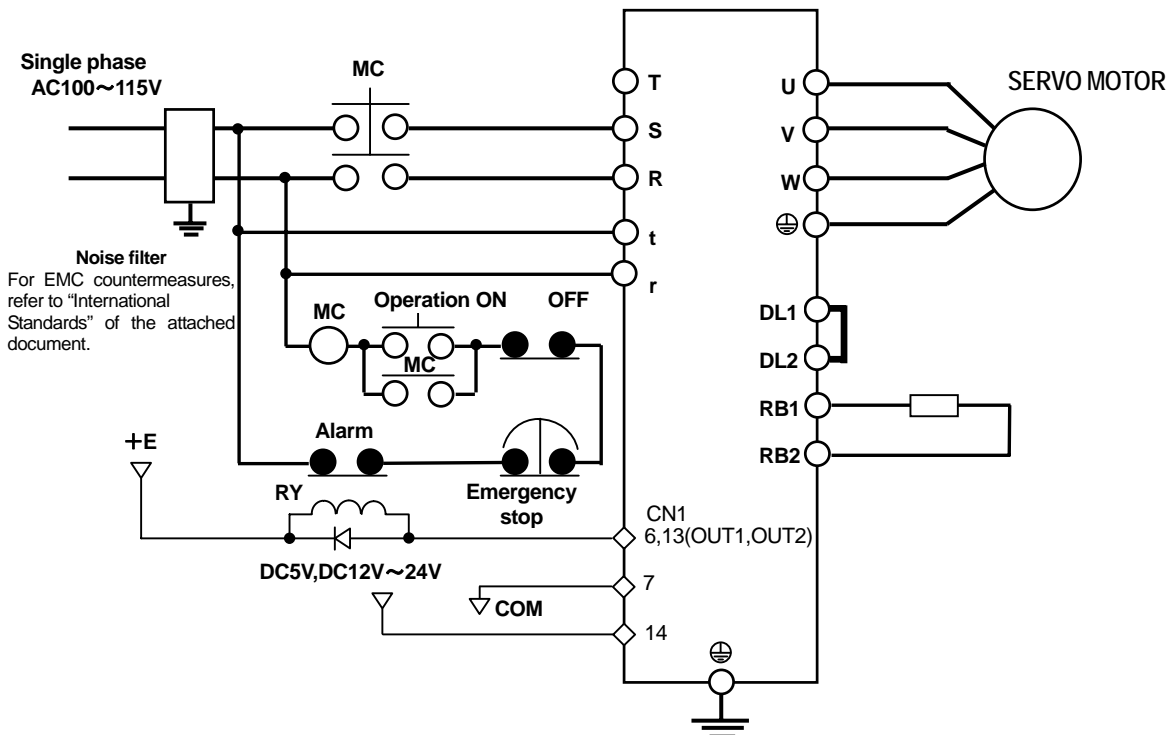 Single phase
AC100～115V
MC
T
S
R
t
r
U
V
W
SERVO MOTOR
Noise filter
For EMC countermeasures,
refer to “International
Standards” of the attached
document.
MC
Operation ON
OFF
MC
DL1
DL2
RB1
RB2
Alarm
+E
RY
Emergency
stop
CN1
6,13(OUT1,OUT2)
DC5V,DC12V～24V
7
COM
14